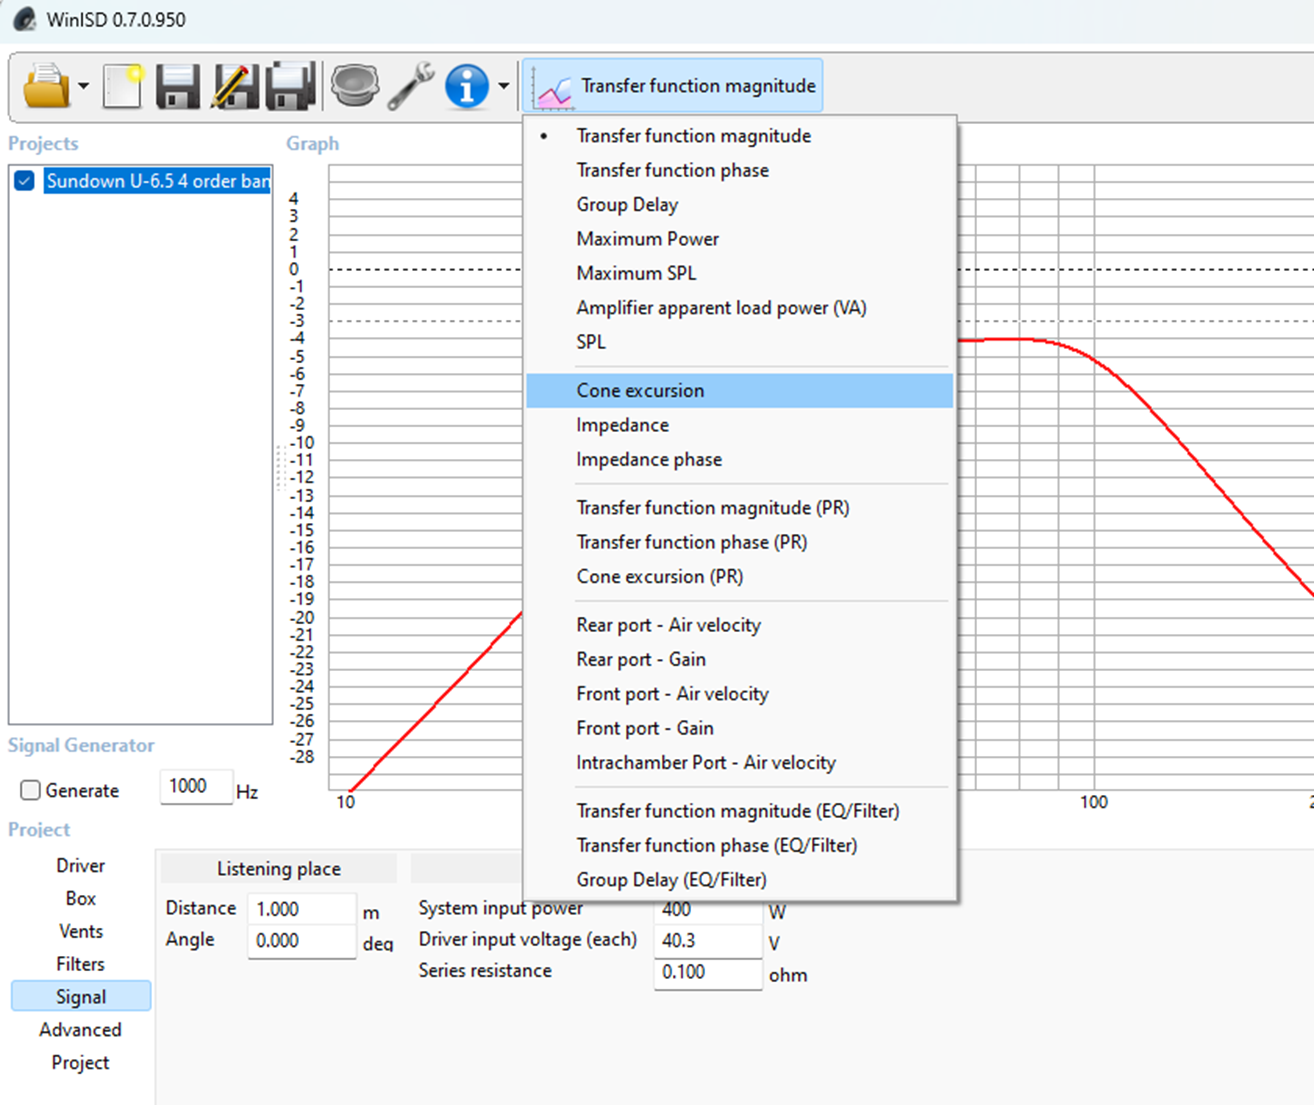 WinISD 0.7.0.950
Transfer function magnitude
Projects
Graph
Sundown U-6.5 4 order ban
4
3
2
1
0
-1
-2
-3
-4
-5
-6
-7
-8
-9
-10
-11
-12
-13
-14
-15
-16
-17
-18
-19
-20
-21
-22
-23
-24
-25
-26
-27
-28
10
100
2
• Transfer function magnitude
Transfer function phase
Group Delay
Maximum Power
Maximum SPL
Amplifier apparent load power (VA)
SPL
Cone excursion
Impedance
Impedance phase
Transfer function magnitude (PR)
Transfer function phase (PR)
Cone excursion (PR)
Rear port - Air velocity
Rear port - Gain
Front port - Air velocity
Front port - Gain
Intrachamber Port - Air velocity
Transfer function magnitude (EQ/Filter)
Transfer function phase (EQ/Filter)
Group Delay (EQ/Filter)
Signal Generator
Generate 1000 Hz
Project
Driver
Box
Vents
Filters
Signal
Advanced
Project
Listening place
Distance 1.000 m
Angle 0.000 deg
System input power 400 W
Driver input voltage (each) 40.3 V
Series resistance 0.100 ohm